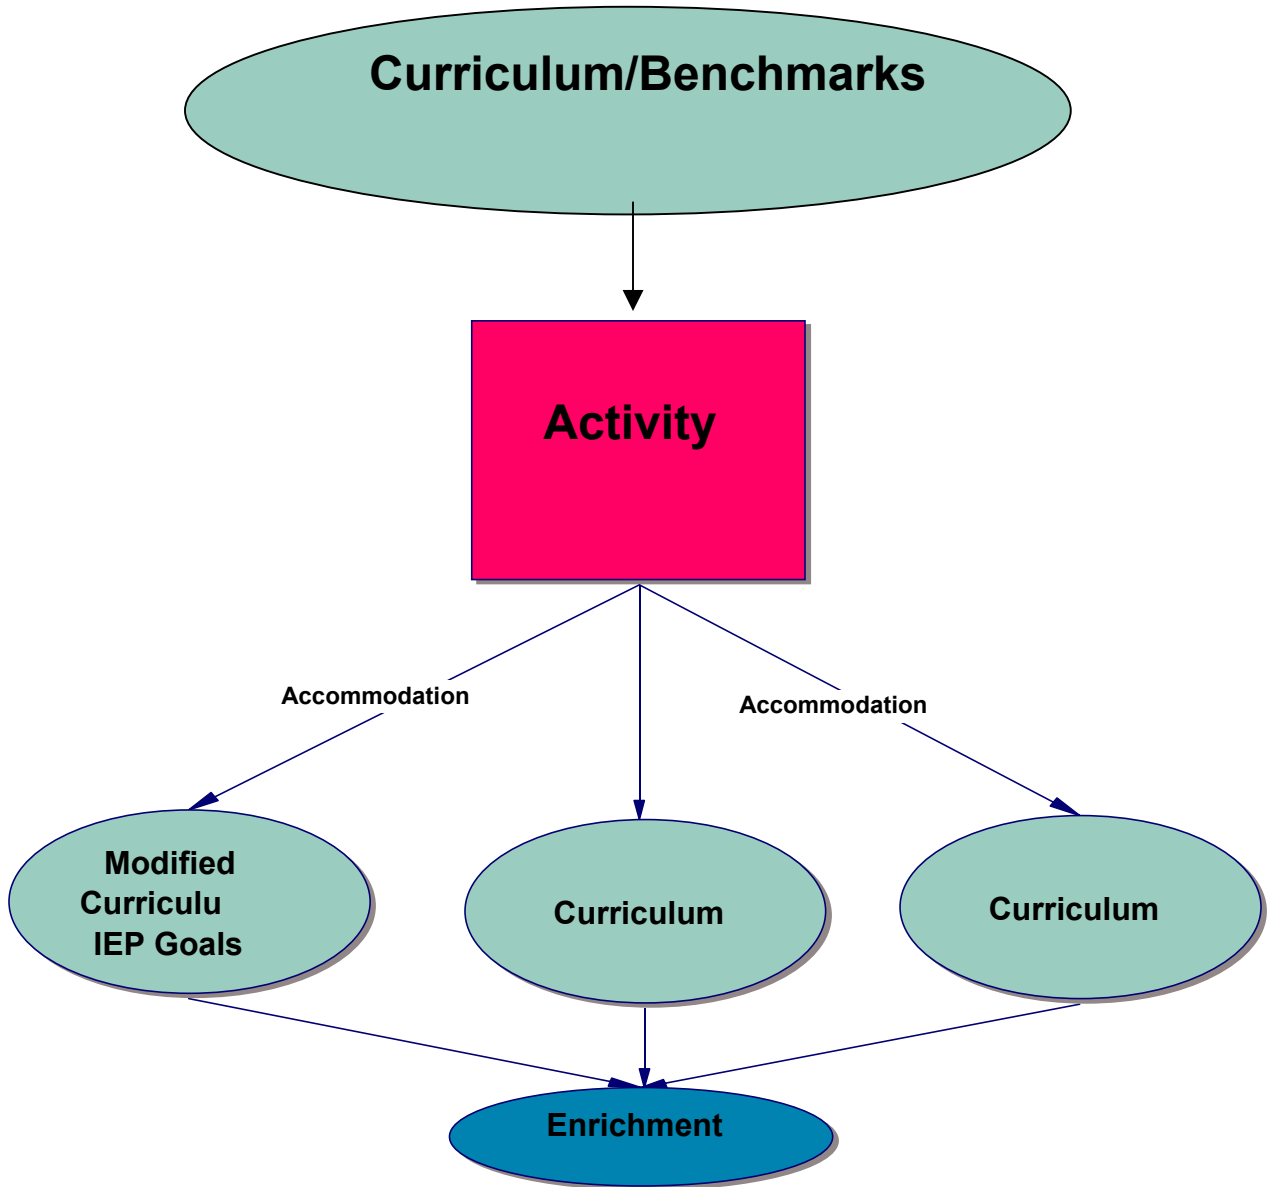 Curriculum/Benchmarks
Activity
Accommodation
Accommodation
Modified
Curriculu
IEP Goals
Curriculum
Curriculum
Enrichment